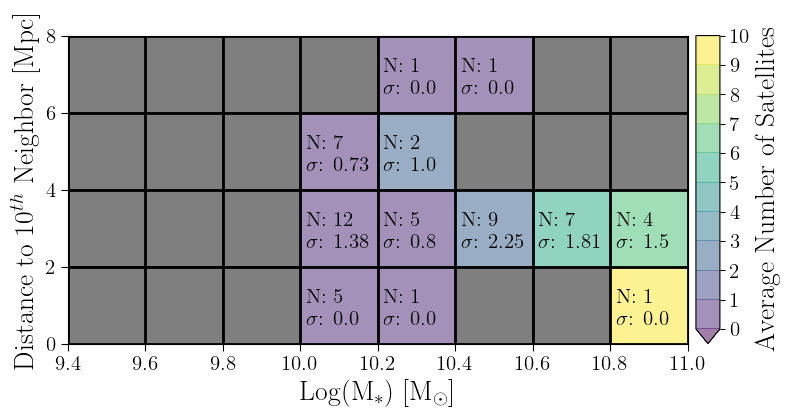 8
6
4
2
0
Distance to 10^{th} Neighbor [Mpc]
N: 1
σ: 0.0
N: 1
σ: 0.0
N: 7
σ: 0.73
N: 2
σ: 1.0
N: 12
σ: 1.38
N: 5
σ: 0.8
N: 9
σ: 2.25
N: 7
σ: 1.81
N: 4
σ: 1.5
N: 5
σ: 0.0
N: 1
σ: 0.0
N: 1
σ: 0.0
9.4 9.6 9.8 10.0 10.2 10.4 10.6 10.8 11.0
Log(M_*) [M_⊙]
10
9
8
7
6
5
4
3
2
1
0
Average Number of Satellites